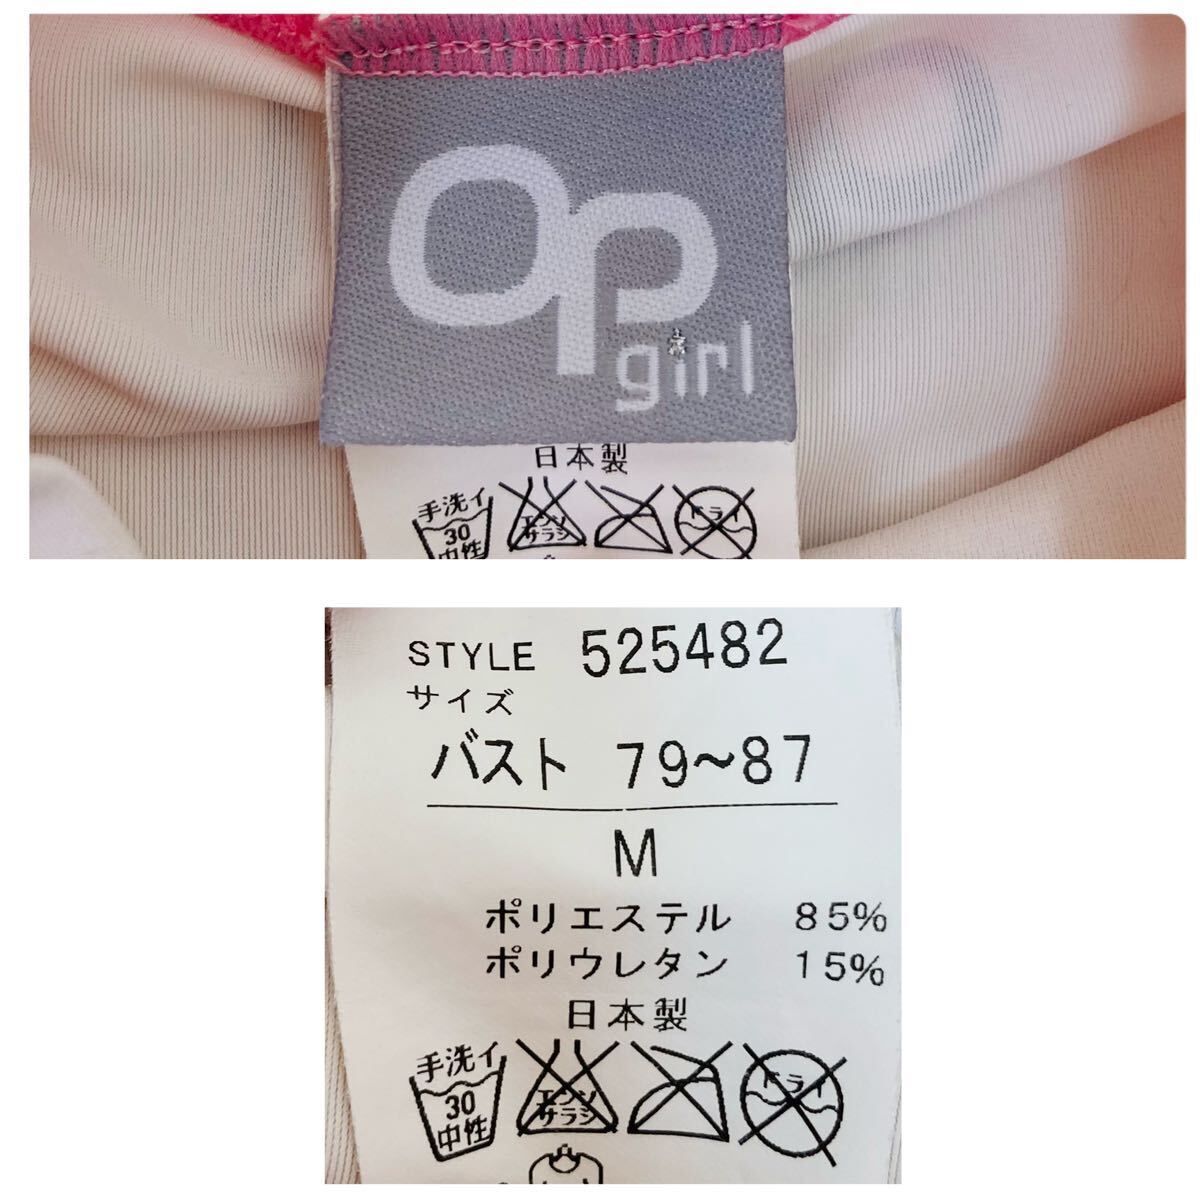 Op
girl
日本製
手洗イ
30
中性
エンソ
サラシ
ドライ
STYLE 525482
サイズ
バスト 79~87
M
ポリエステル 85%
ポリウレタン 15%
日本製
手洗イ
30
中性
エンソ
サラシ
ドライ